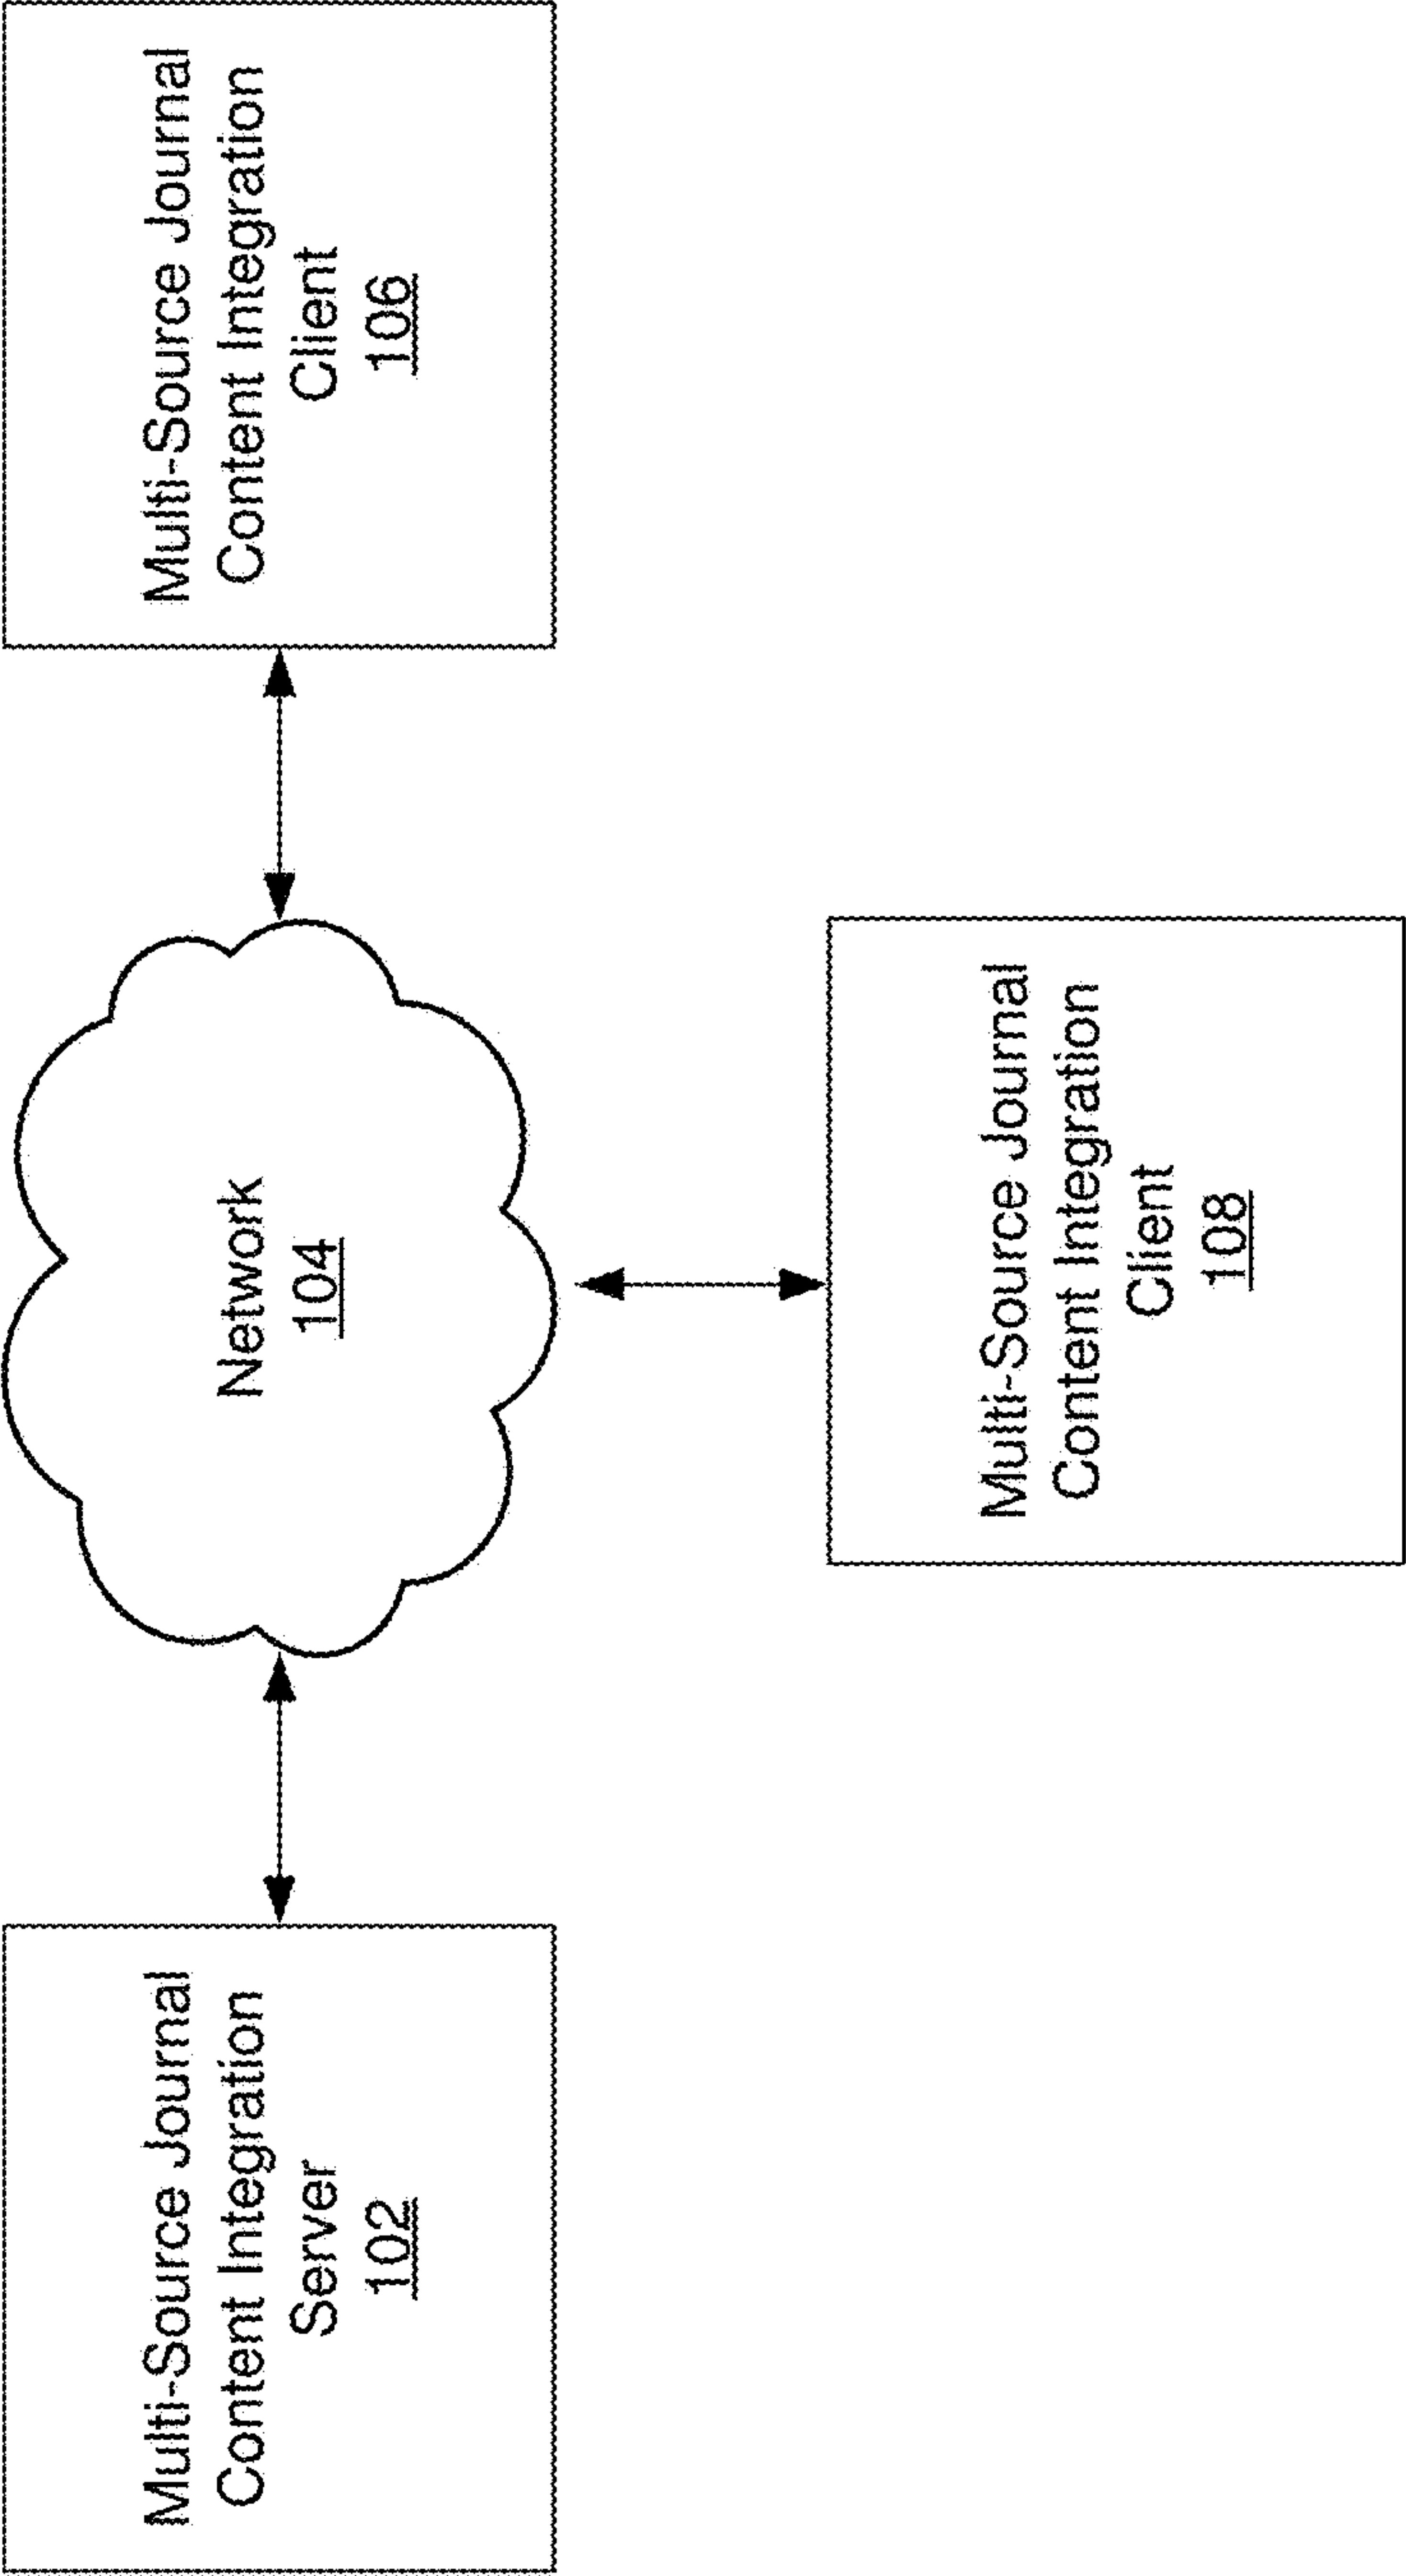 Multi-Source Journal
Content Integration
Server
102
Network
104
Multi-Source Journal
Content Integration
Client
106
Multi-Source Journal
Content Integration
Client
108